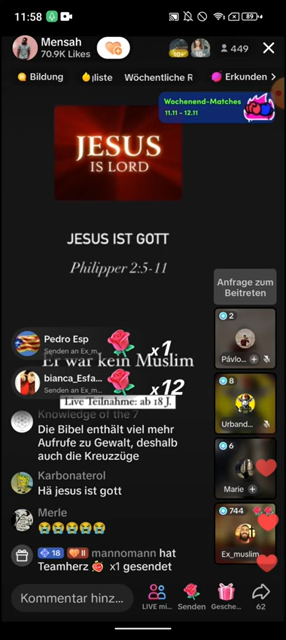 11:58
89
Mensah
70.9K Likes
449
Bildung
gliste
Wöchentliche R
Erkunden
Wochenend-Matches
11.11 - 12.11
JESUS
IS LORD
JESUS IST GOTT
Philipper 2:5-11
Anfrage zum
Beitreten
2
Pávlo...
Pedro Esp
Senden an Ex_m...
x1
Er war kein Muslim
bianca_Esfa...
Senden an Ex_m...
x12
Live Teilnahme: ab 18 J.
8
Urband...
Knowledge of the 7
Die Bibel enthält viel mehr
Aufrufe zu Gewalt, deshalb
auch die Kreuzzüge
6
Marie
Karbonaterol
Hä jesus ist gott
Merle
😭😭😭😭😭
744
Ex_muslim...
18 II mannomann hat
Teamherz x1 gesendet
Kommentar hinz...
LIVE mi...
Senden
Gesche...
62